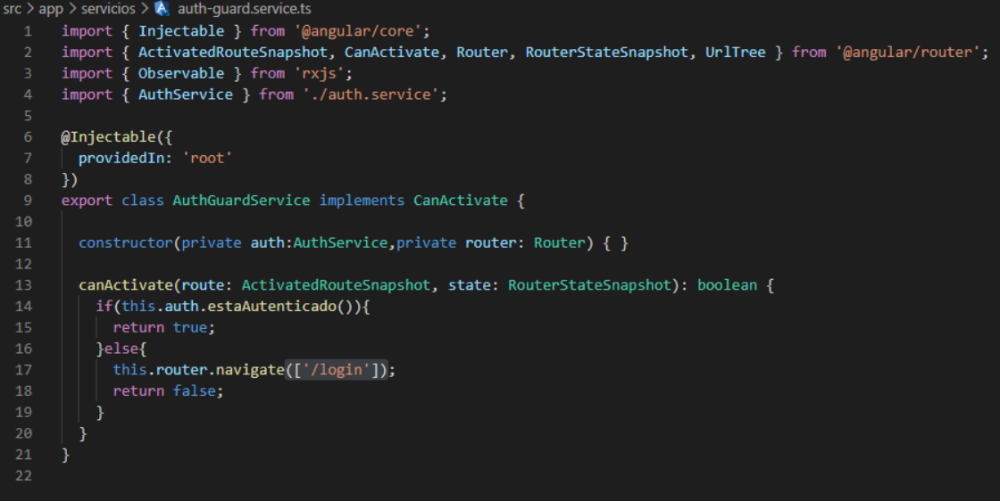 src > app > servicios > auth-guard.service.ts
1 import { Injectable } from '@angular/core';
2 import { ActivatedRouteSnapshot, CanActivate, Router, RouterStateSnapshot, UrlTree } from '@angular/router';
3 import { Observable } from 'rxjs';
4 import { AuthService } from './auth.service';
5
6 @Injectable({
7   providedIn: 'root'
8 })
9 export class AuthGuardService implements CanActivate {
10
11   constructor(private auth:AuthService,private router: Router) { }
12
13   canActivate(route: ActivatedRouteSnapshot, state: RouterStateSnapshot): boolean {
14     if(this.auth.estaAutenticado()){
15       return true;
16     }else{
17       this.router.navigate(['/login']);
18       return false;
19     }
20   }
21 }
22